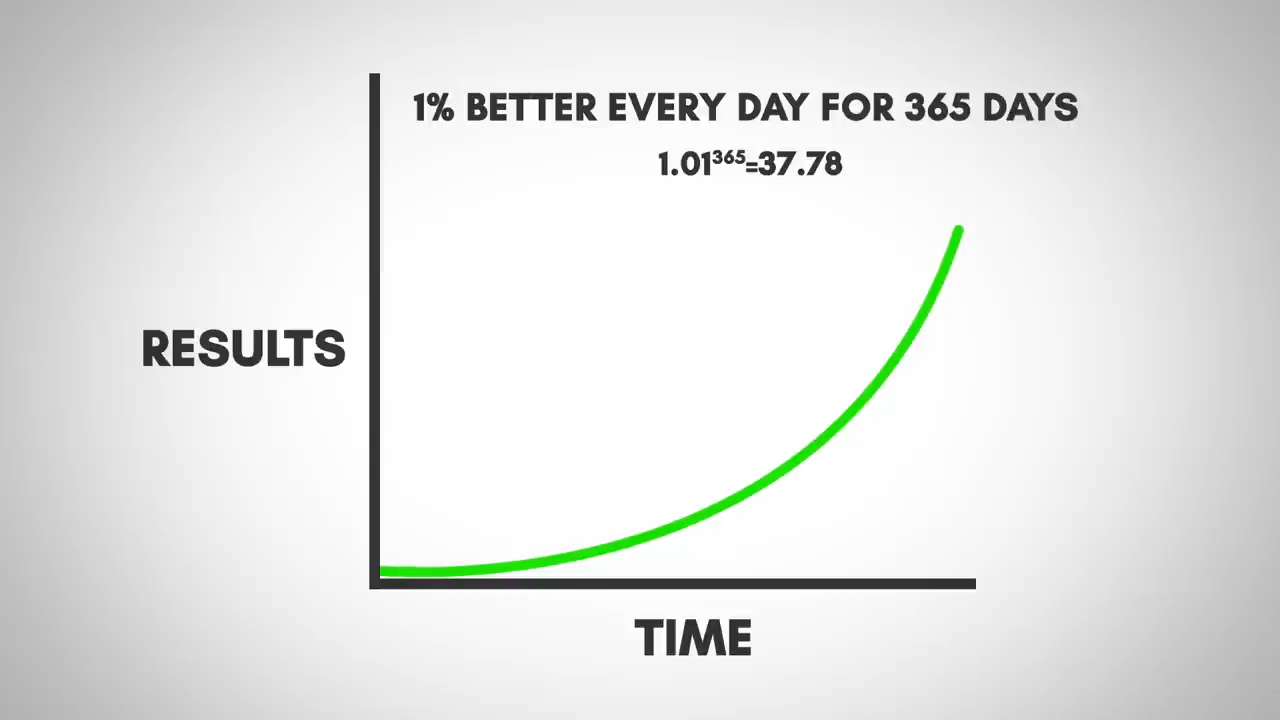 1% BETTER EVERY DAY FOR 365 DAYS
1.01³⁶⁵=37.78
RESULTS
TIME